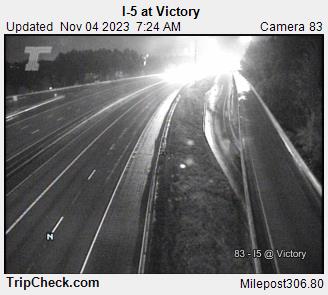 I-5 at Victory
Updated Nov 04 2023 7:24 AM Camera 83
T
N
83 - I5 @ Victory
TripCheck.com Milepost306.80